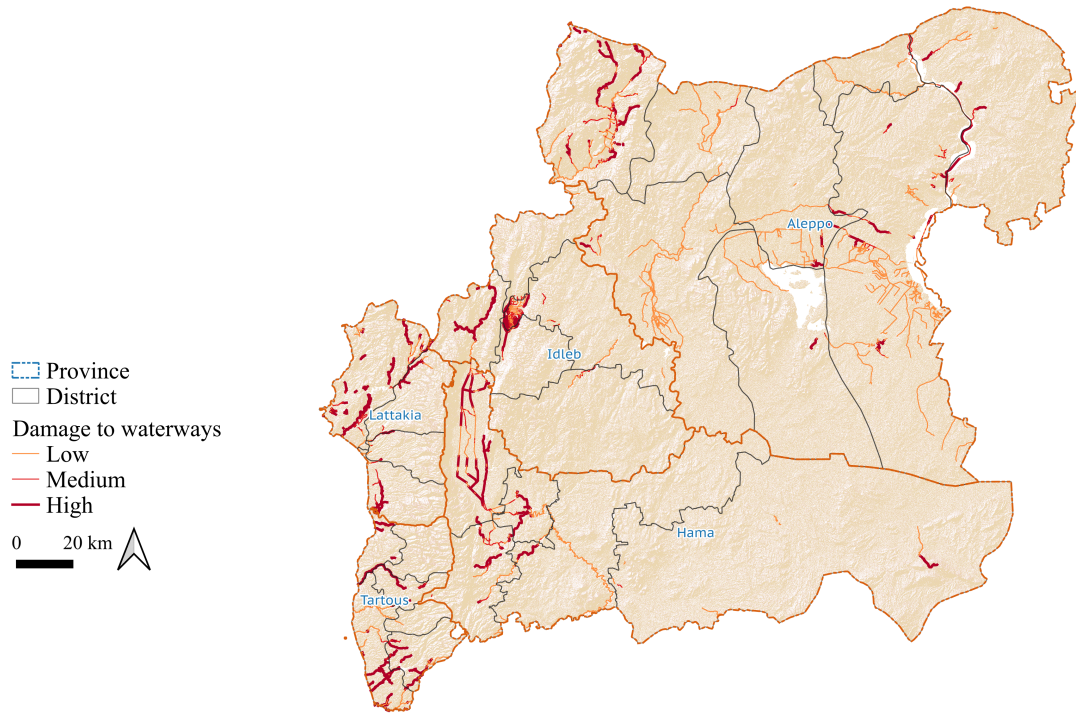 Aleppo
Idleb
Lattakia
Hama
Tartous
Province
District
Damage to waterways
Low
Medium
High
0 20 km